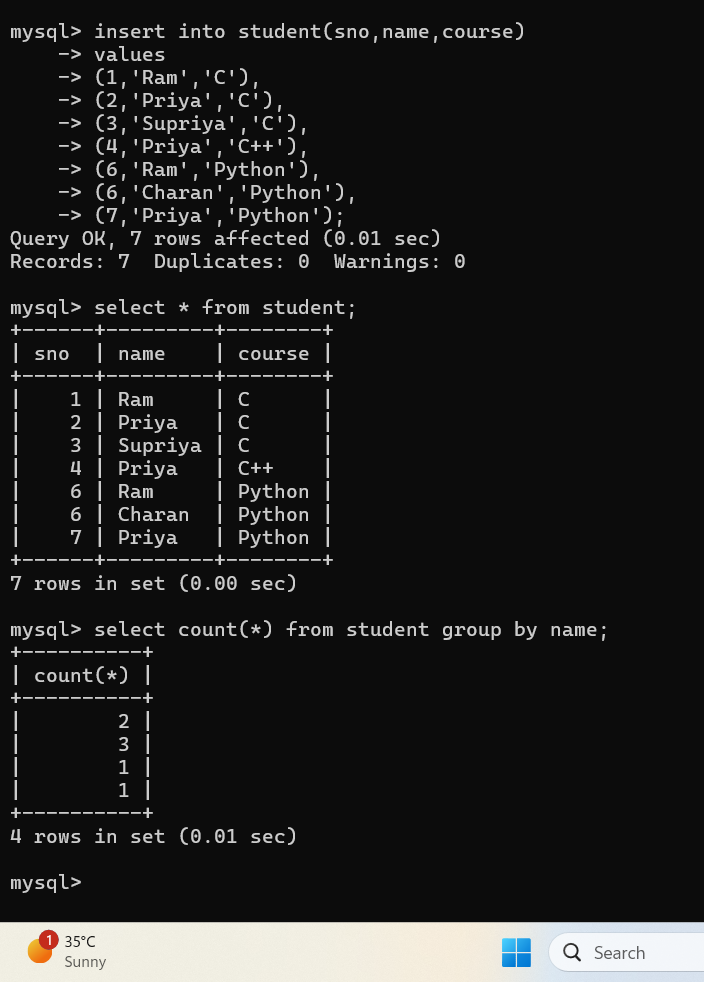 mysql> insert into student(sno,name,course)
    -> values
    -> (1,'Ram','C'),
    -> (2,'Priya','C'),
    -> (3,'Supriya','C'),
    -> (4,'Priya','C++'),
    -> (6,'Ram','Python'),
    -> (6,'Charan','Python'),
    -> (7,'Priya','Python');
Query OK, 7 rows affected (0.01 sec)
Records: 7  Duplicates: 0  Warnings: 0

mysql> select * from student;
+------+---------+--------+
| sno  | name    | course |
+------+---------+--------+
|    1 | Ram     | C      |
|    2 | Priya   | C      |
|    3 | Supriya | C      |
|    4 | Priya   | C++    |
|    6 | Ram     | Python |
|    6 | Charan  | Python |
|    7 | Priya   | Python |
+------+---------+--------+
7 rows in set (0.00 sec)

mysql> select count(*) from student group by name;
+----------+
| count(*) |
+----------+
|        2 |
|        3 |
|        1 |
|        1 |
+----------+
4 rows in set (0.01 sec)

mysql>
1
35°C
Sunny
Search